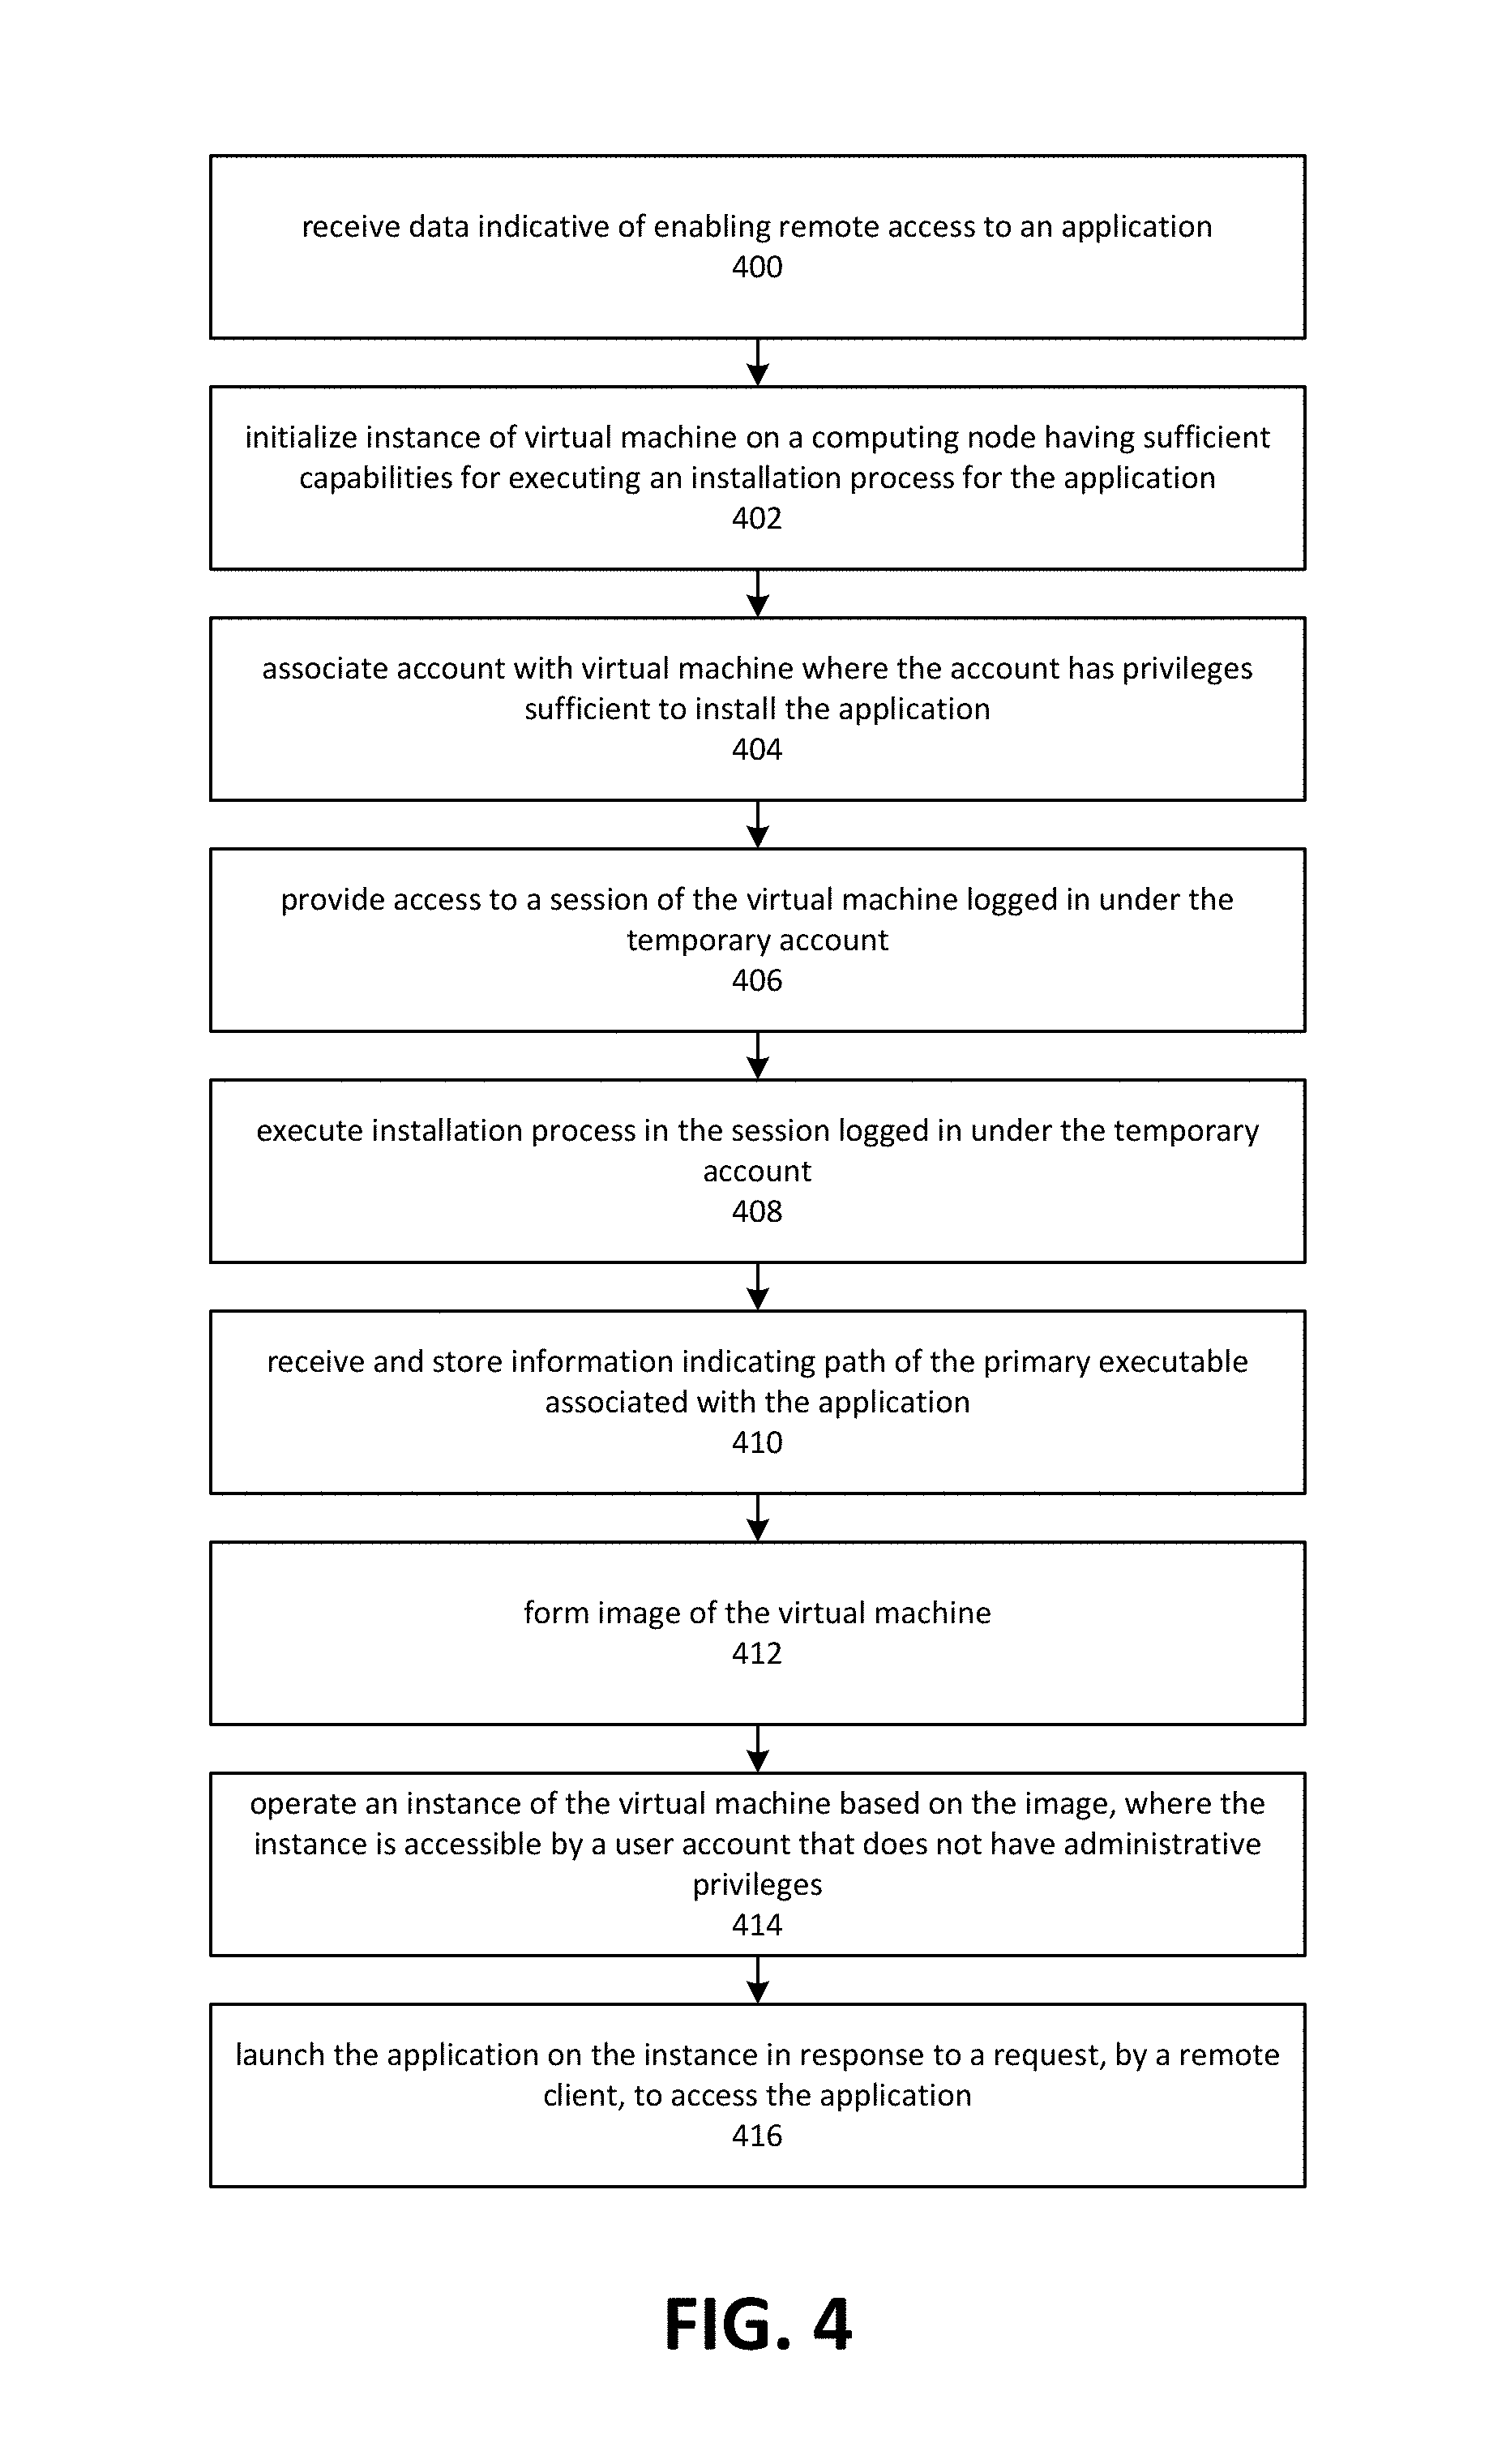 receive data indicative of enabling remote access to an application
400
initialize instance of virtual machine on a computing node having sufficient
capabilities for executing an installation process for the application
402
associate account with virtual machine where the account has privileges
sufficient to install the application
404
provide access to a session of the virtual machine logged in under the
temporary account
406
execute installation process in the session logged in under the temporary
account
408
receive and store information indicating path of the primary executable
associated with the application
410
form image of the virtual machine
412
operate an instance of the virtual machine based on the image, where the
instance is accessible by a user account that does not have administrative
privileges
414
launch the application on the instance in response to a request, by a remote
client, to access the application
416
FIG. 4